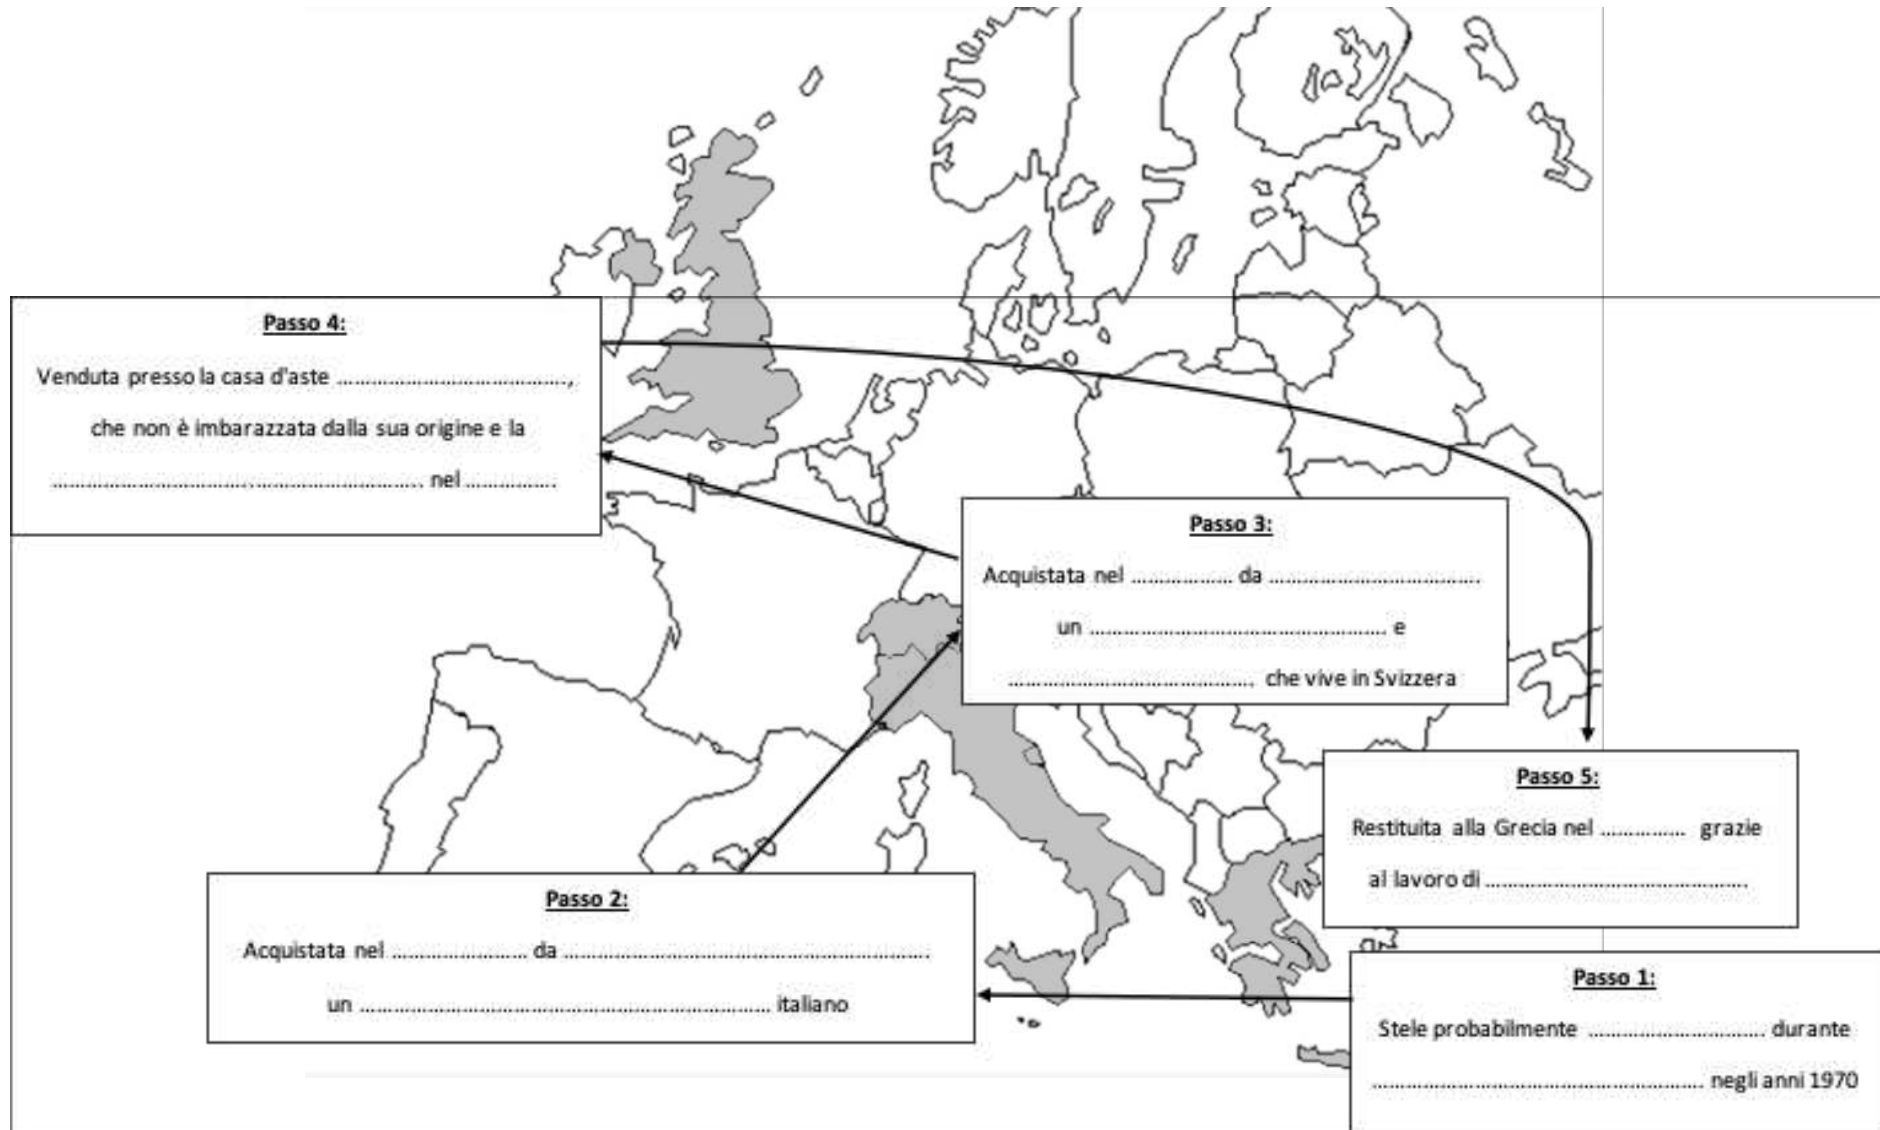 Passo 4:
Venduta presso la casa d'aste ........................................,
che non è imbarazzata dalla sua origine e la
................................................................ nel ................
Passo 3:
Acquistata nel .................. da .....................................
un .................................................... e
........................................... che vive in Svizzera
Passo 5:
Restituita alla Grecia nel ............... grazie
al lavoro di ..............................................
Passo 2:
Acquistata nel ........................ da ................................................................
un ........................................................................ italiano
Passo 1:
Stele probabilmente ............................... durante
.......................................................... negli anni 1970